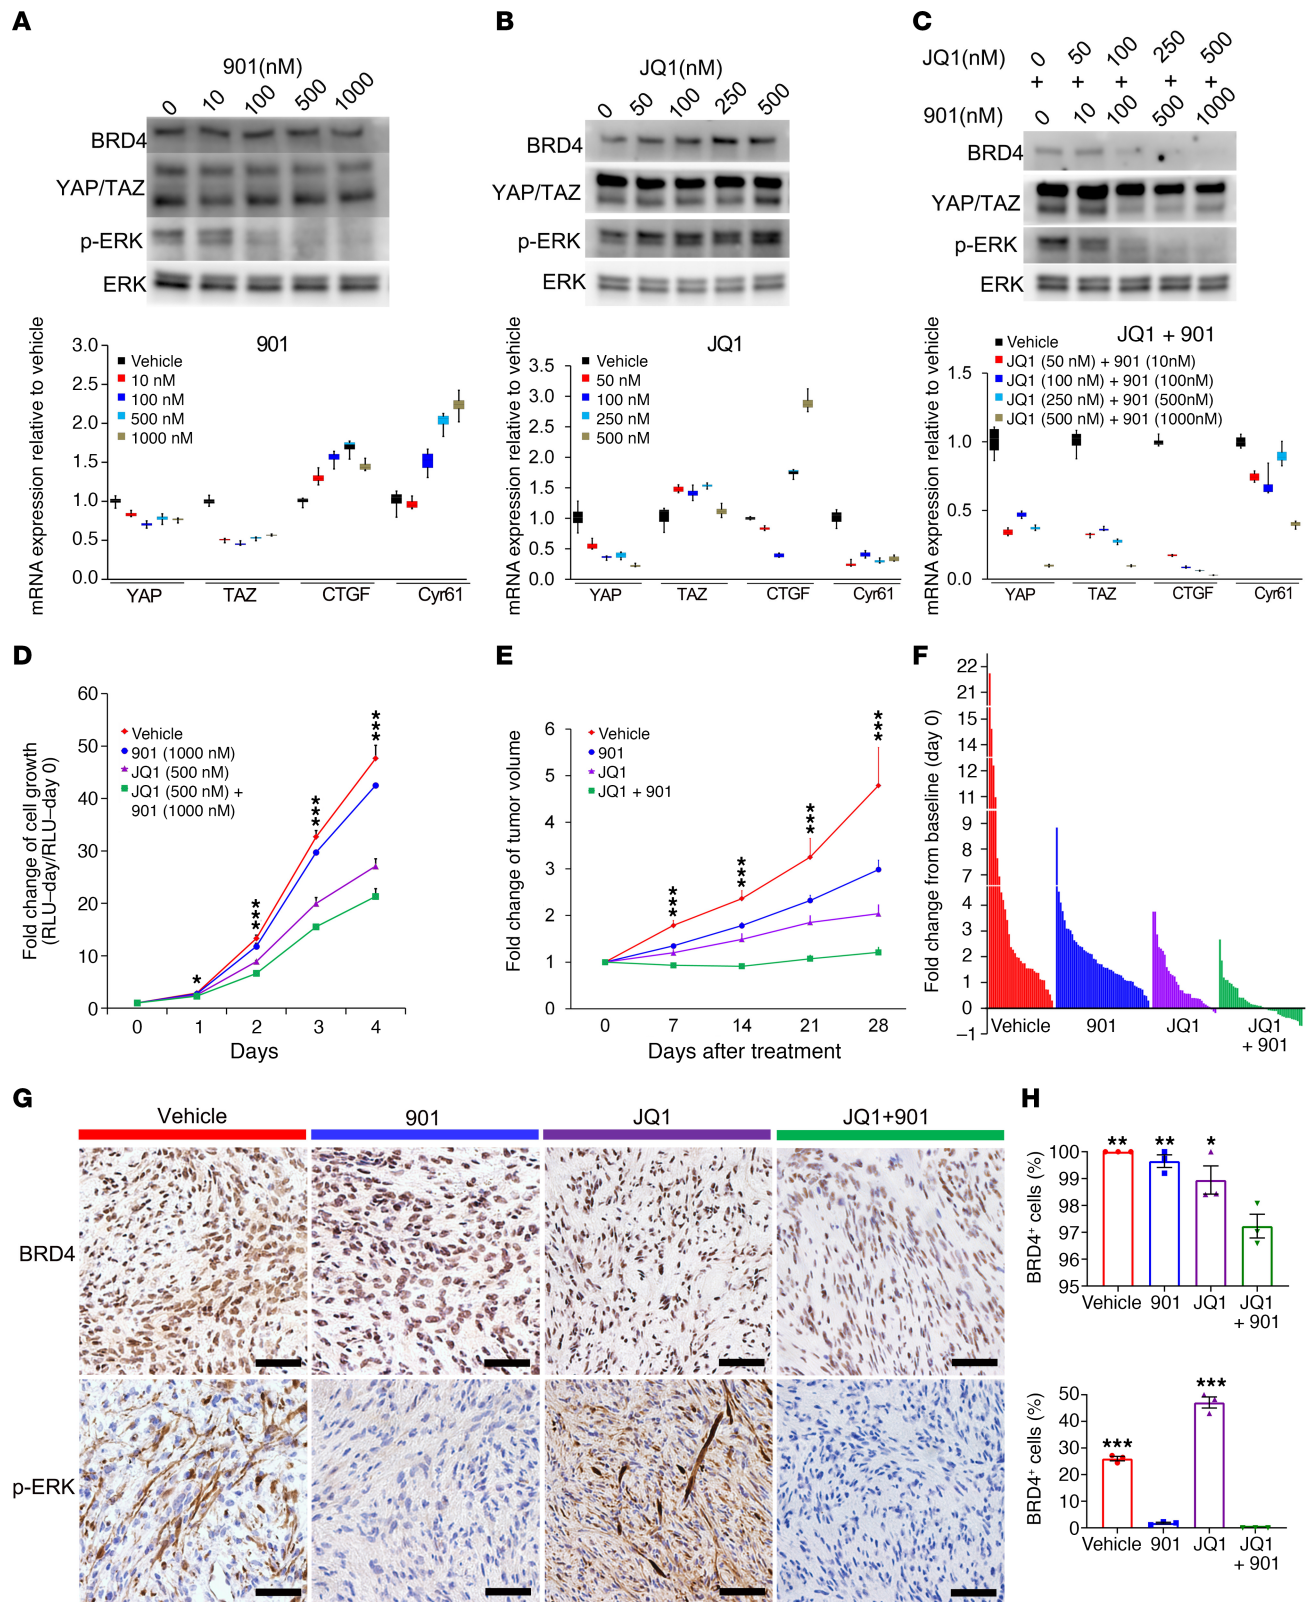 A
901(nM)
0 10 100 500 1000
BRD4
YAP/TAZ
p-ERK
ERK
mRNA expression relative to vehicle
901
3.0
2.5
2.0
1.5
1.0
0.5
0.0
Vehicle
10 nM
100 nM
500 nM
1000 nM
YAP TAZ CTGF Cyr61
B
JQ1(nM)
0 50 100 250 500
BRD4
YAP/TAZ
p-ERK
ERK
mRNA expression relative to vehicle
JQ1
3.5
3.0
2.5
2.0
1.5
1.0
0.5
0.0
Vehicle
50 nM
100 nM
250 nM
500 nM
YAP TAZ CTGF Cyr61
C
JQ1(nM) 0 50 100 250 500
+ + + + +
901(nM) 0 10 100 500 1000
BRD4
YAP/TAZ
p-ERK
ERK
mRNA expression relative to vehicle
JQ1 + 901
1.5
1.0
0.5
0.0
Vehicle
JQ1 (50 nM) + 901 (10nM)
JQ1 (100 nM) + 901 (100nM)
JQ1 (250 nM) + 901 (500nM)
JQ1 (500 nM) + 901 (1000nM)
YAP TAZ CTGF Cyr61
D
Fold change of cell growth
(RLU–day/RLU–day 0)
60
50
40
30
20
10
0
Vehicle
901 (1000 nM)
JQ1 (500 nM)
JQ1 (500 nM) +
901 (1000 nM)
*
***
***
***
0 1 2 3 4
Days
E
Fold change of tumor volume
6
5
4
3
2
1
0
Vehicle
901
JQ1
JQ1 + 901
***
***
***
***
0 7 14 21 28
Days after treatment
F
Fold change from baseline (day 0)
22
21
15
14
12
11
9
8
7
4
3
2
1
0
–1
Vehicle 901 JQ1 JQ1
+ 901
G
Vehicle 901 JQ1 JQ1+901
BRD4
p-ERK
H
BRD4+ cells (%)
100
99
98
97
96
95
** ** *
Vehicle 901 JQ1 JQ1
+ 901
BRD4+ cells (%)
50
40
30
20
10
0
*** ***
Vehicle 901 JQ1 JQ1
+ 901